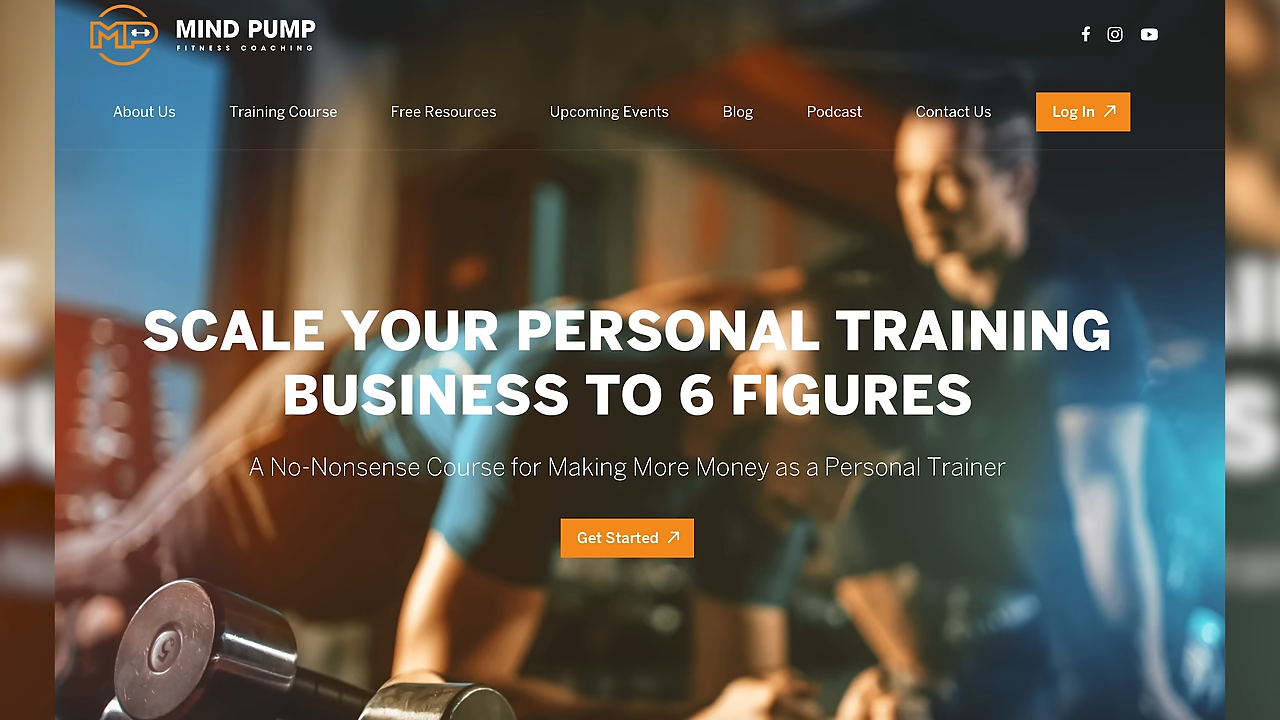 MP
MIND PUMP
FITNESS COACHING
About Us
Training Course
Free Resources
Upcoming Events
Blog
Podcast
Contact Us
Log In
SCALE YOUR PERSONAL TRAINING
BUSINESS TO 6 FIGURES
A No-Nonsense Course for Making More Money as a Personal Trainer
Get Started
5